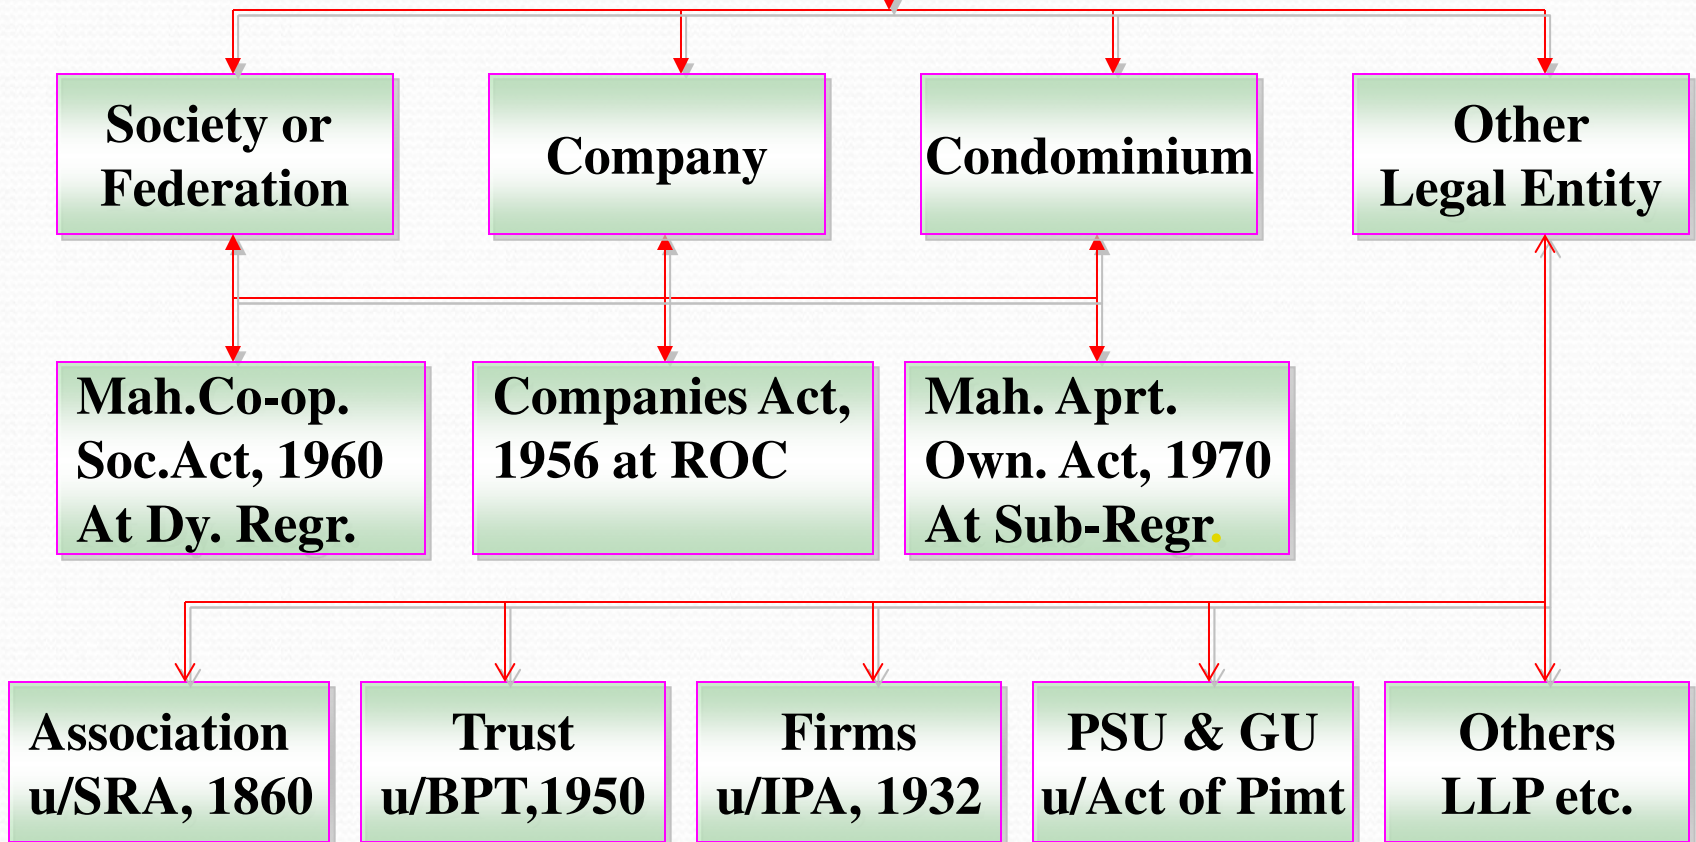 Society or
Federation
Company
Condominium
Other
Legal Entity
Mah.Co-op.
Soc.Act, 1960
At Dy. Regr.
Companies Act,
1956 at ROC
Mah. Aprt.
Own. Act, 1970
At Sub-Regr.
Association
u/SRA, 1860
Trust
u/BPT,1950
Firms
u/IPA, 1932
PSU & GU
u/Act of Pimt
Others
LLP etc.